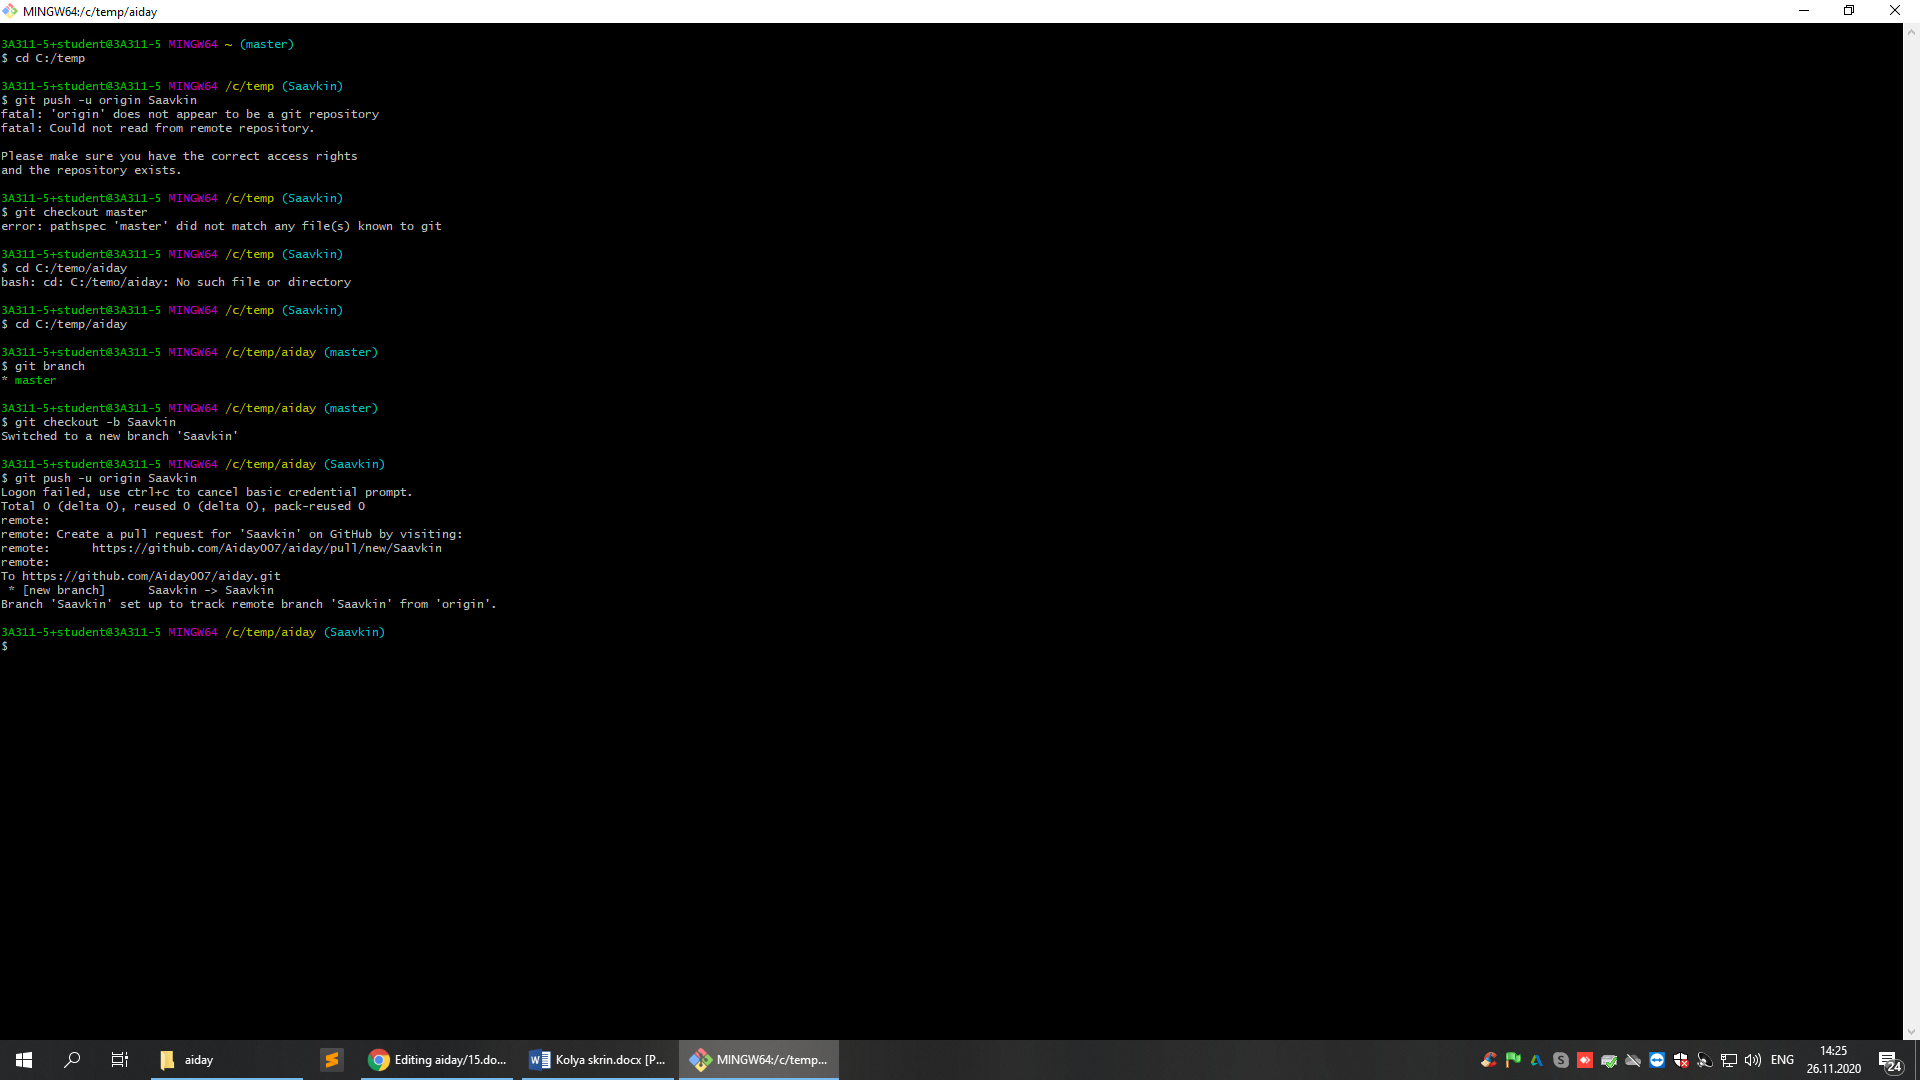 MINGW64:/c/temp/aiday
3A311-5+student@3A311-5 MINGW64 ~ (master)
$ cd C:/temp
3A311-5+student@3A311-5 MINGW64 /c/temp (Saavkin)
$ git push -u origin Saavkin
fatal: 'origin' does not appear to be a git repository
fatal: Could not read from remote repository.
Please make sure you have the correct access rights
and the repository exists.
3A311-5+student@3A311-5 MINGW64 /c/temp (Saavkin)
$ git checkout master
error: pathspec 'master' did not match any file(s) known to git
3A311-5+student@3A311-5 MINGW64 /c/temp (Saavkin)
$ cd C:/temo/aiday
bash: cd: C:/temo/aiday: No such file or directory
3A311-5+student@3A311-5 MINGW64 /c/temp (Saavkin)
$ cd C:/temp/aiday
3A311-5+student@3A311-5 MINGW64 /c/temp/aiday (master)
$ git branch
* master
3A311-5+student@3A311-5 MINGW64 /c/temp/aiday (master)
$ git checkout -b Saavkin
Switched to a new branch 'Saavkin'
3A311-5+student@3A311-5 MINGW64 /c/temp/aiday (Saavkin)
$ git push -u origin Saavkin
Logon failed, use ctrl+c to cancel basic credential prompt.
Total 0 (delta 0), reused 0 (delta 0), pack-reused 0
remote:
remote: Create a pull request for 'Saavkin' on GitHub by visiting:
remote:      https://github.com/Aiday007/aiday/pull/new/Saavkin
remote:
To https://github.com/Aiday007/aiday.git
 * [new branch]      Saavkin -> Saavkin
Branch 'Saavkin' set up to track remote branch 'Saavkin' from 'origin'.
3A311-5+student@3A311-5 MINGW64 /c/temp/aiday (Saavkin)
$
aiday
Editing aiday/15.do...
Kolya skrin.docx [P...
MINGW64:/c/temp...
ENG
14:25
26.11.2020
24